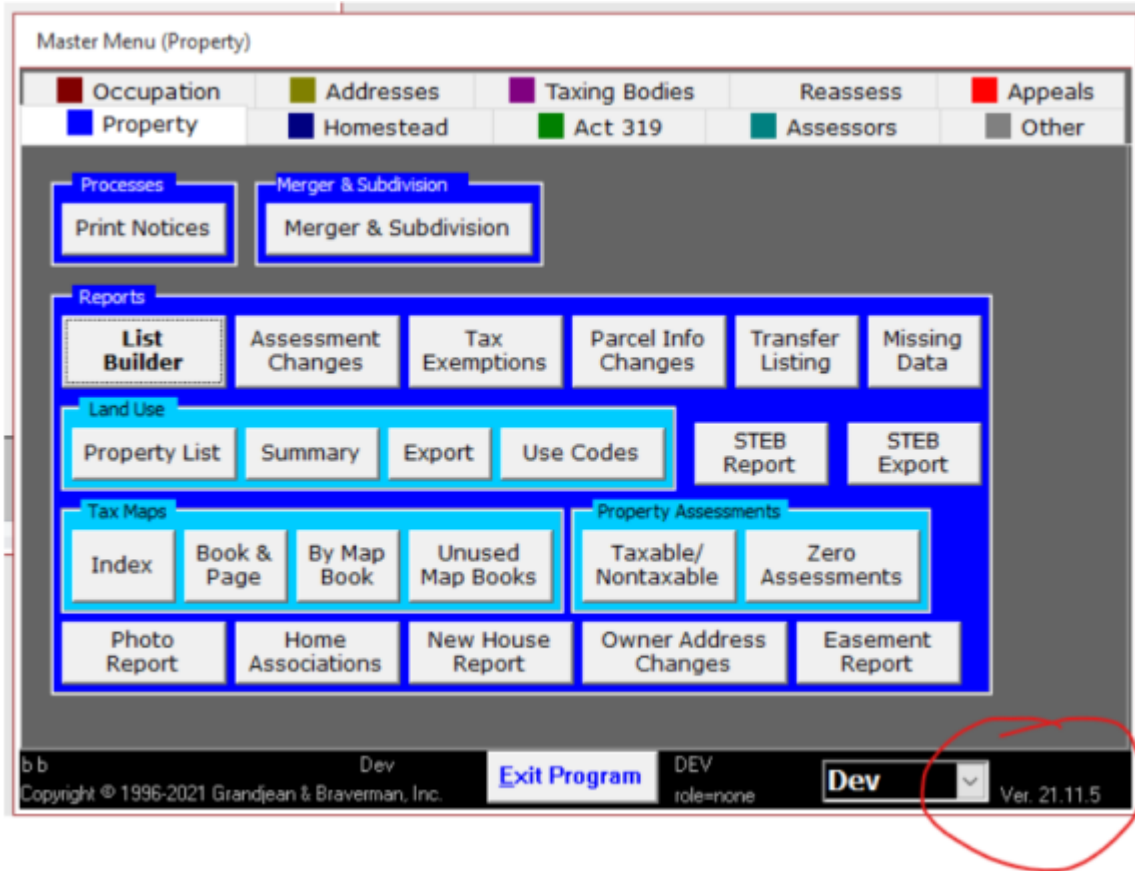 Master Menu (Property)
Occupation Addresses Taxing Bodies Reassess Appeals
Property Homestead Act 319 Assessors Other
Processes Merger & Subdivision
Print Notices Merger & Subdivision
Reports
List Builder Assessment Changes Tax Exemptions Parcel Info Changes Transfer Listing Missing Data
Land Use
Property List Summary Export Use Codes STEB Report STEB Export
Tax Maps Property Assessments
Index Book & Page By Map Book Unused Map Books Taxable/ Nontaxable Zero Assessments
Photo Report Home Associations New House Report Owner Address Changes Easement Report
b b Dev Exit Program DEV Dev
Copyright © 1996-2021 Grandjean & Braverman, Inc. role=none Ver. 21.11.5